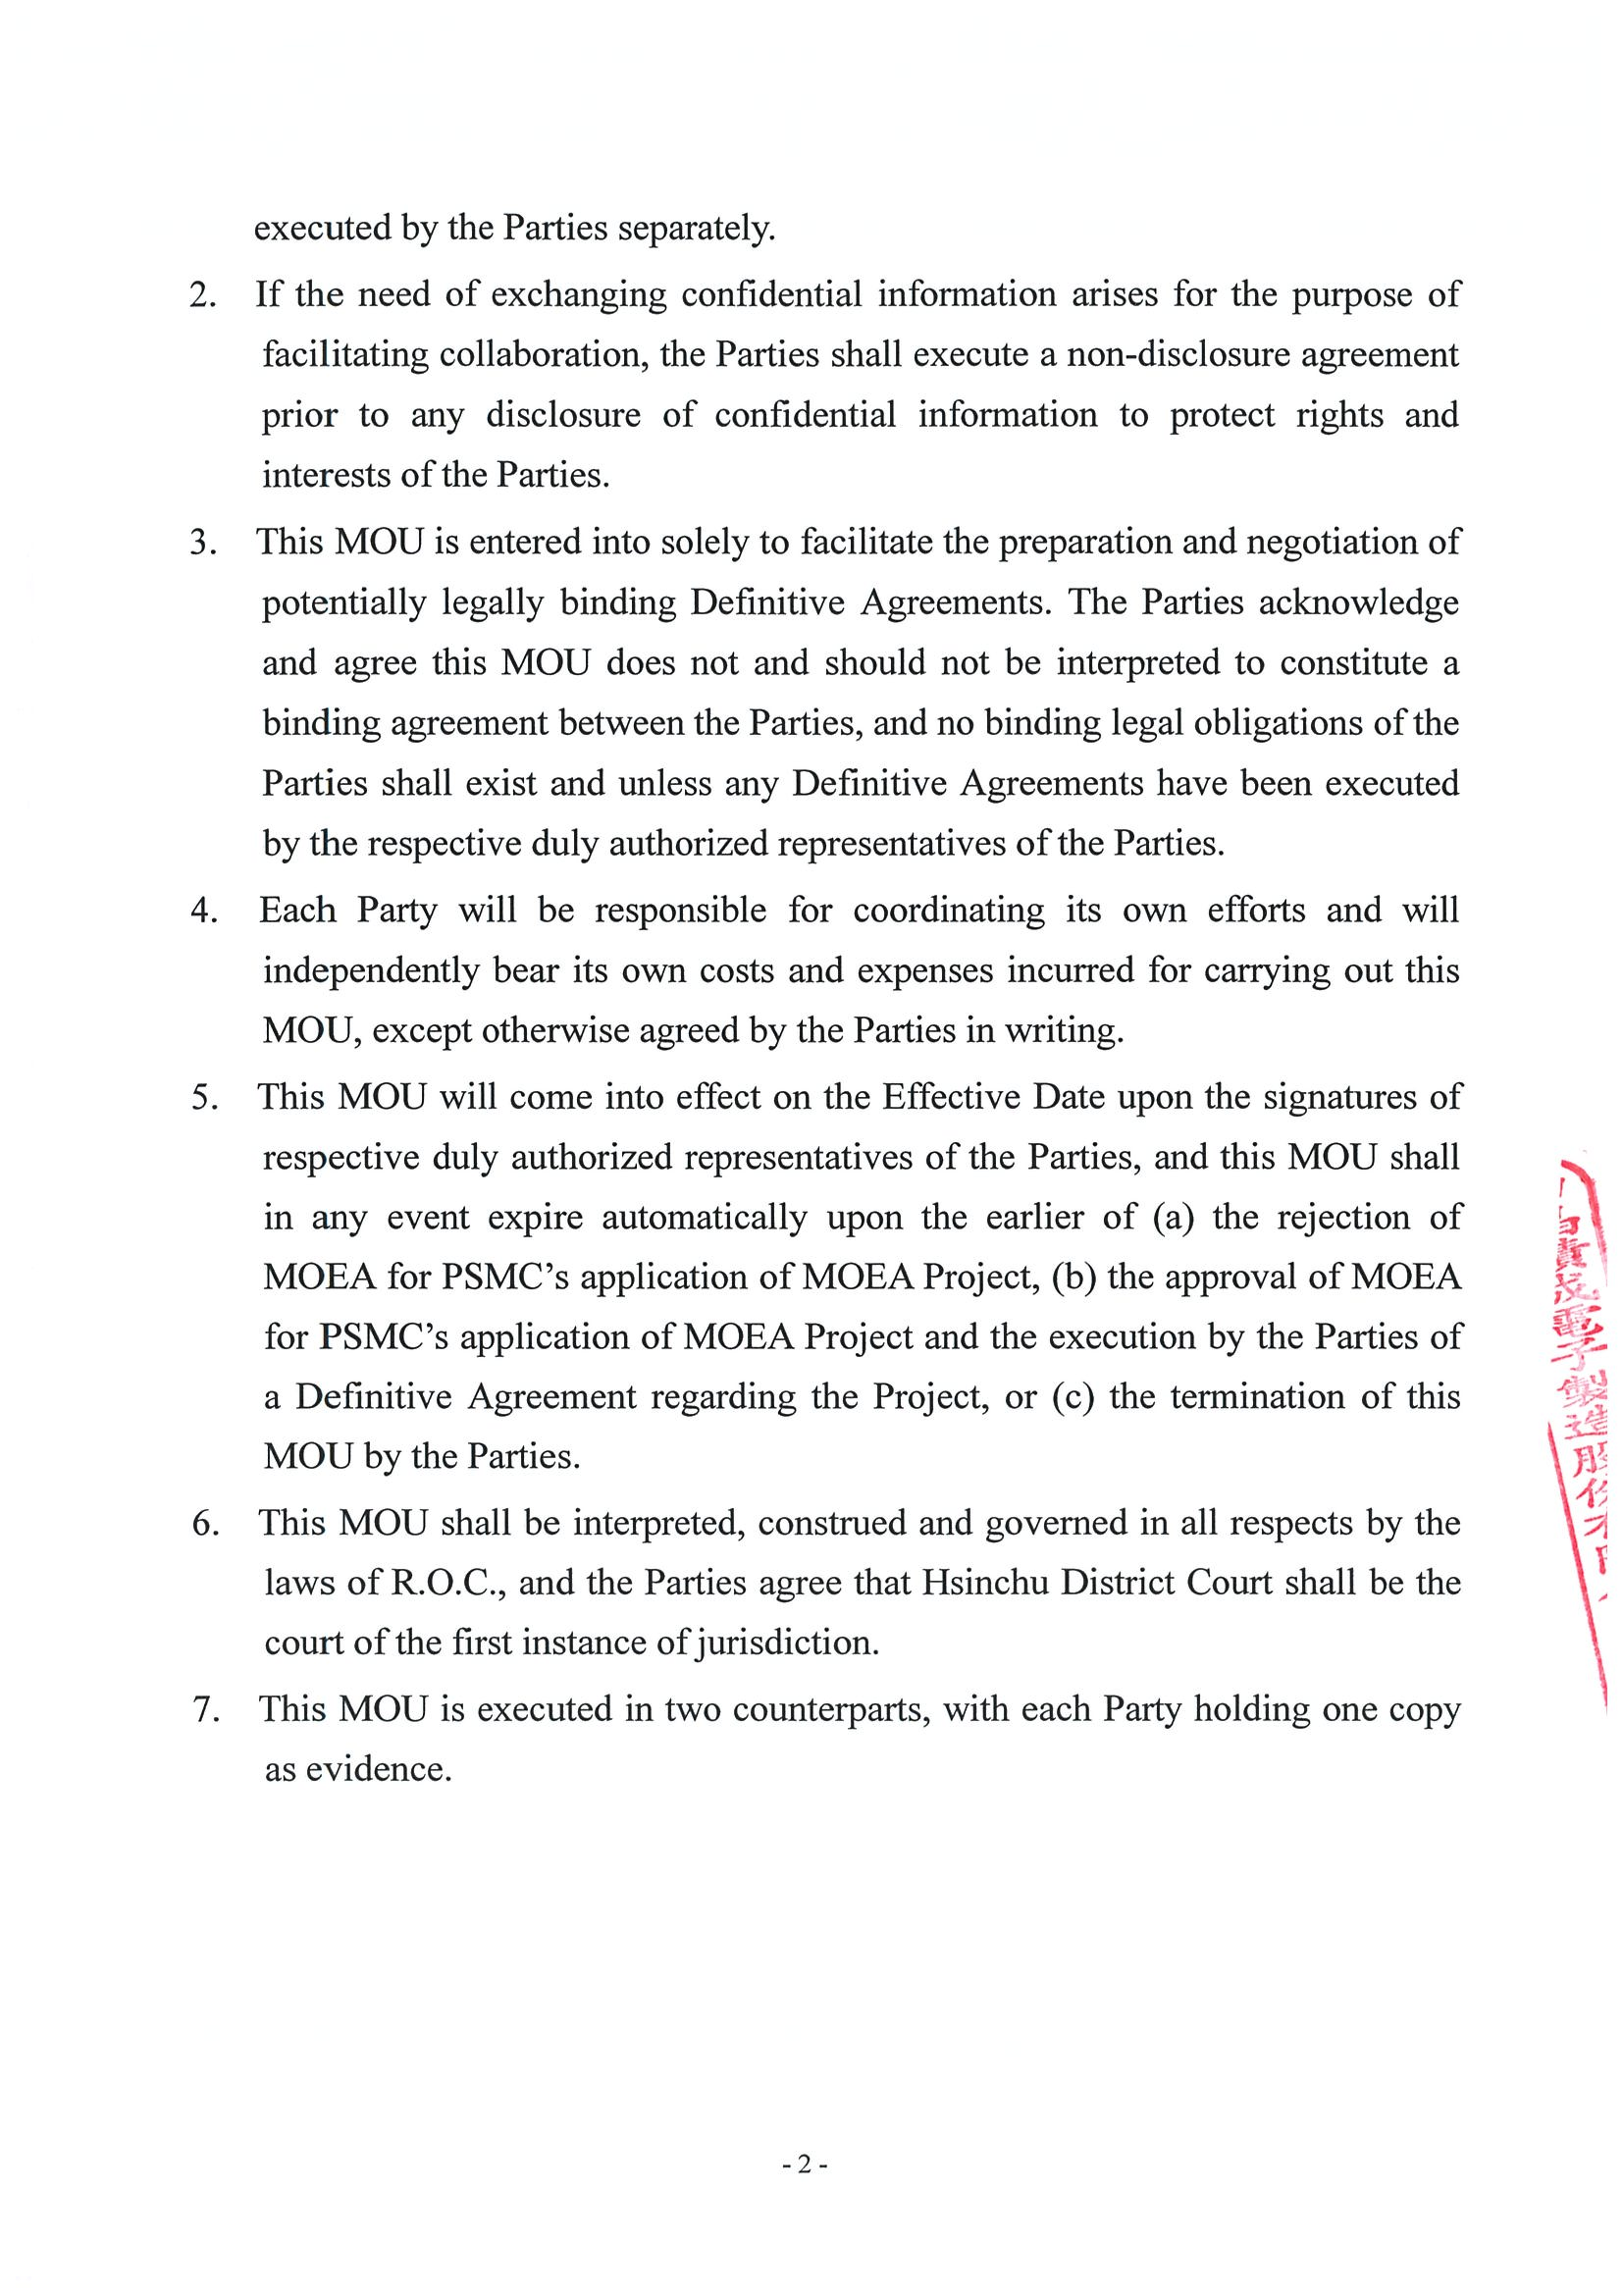 executed by the Parties separately.
2. If the need of exchanging confidential information arises for the purpose of
facilitating collaboration, the Parties shall execute a non-disclosure agreement
prior to any disclosure of confidential information to protect rights and
interests of the Parties.
3. This MOU is entered into solely to facilitate the preparation and negotiation of
potentially legally binding Definitive Agreements. The Parties acknowledge
and agree this MOU does not and should not be interpreted to constitute a
binding agreement between the Parties, and no binding legal obligations of the
Parties shall exist and unless any Definitive Agreements have been executed
by the respective duly authorized representatives of the Parties.
4. Each Party will be responsible for coordinating its own efforts and will
independently bear its own costs and expenses incurred for carrying out this
MOU, except otherwise agreed by the Parties in writing.
5. This MOU will come into effect on the Effective Date upon the signatures of
respective duly authorized representatives of the Parties, and this MOU shall
in any event expire automatically upon the earlier of (a) the rejection of
MOEA for PSMC’s application of MOEA Project, (b) the approval of MOEA
for PSMC’s application of MOEA Project and the execution by the Parties of
a Definitive Agreement regarding the Project, or (c) the termination of this
MOU by the Parties.
6. This MOU shall be interpreted, construed and governed in all respects by the
laws of R.O.C., and the Parties agree that Hsinchu District Court shall be the
court of the first instance of jurisdiction.
7. This MOU is executed in two counterparts, with each Party holding one copy
as evidence.
電子製造股
- 2 -